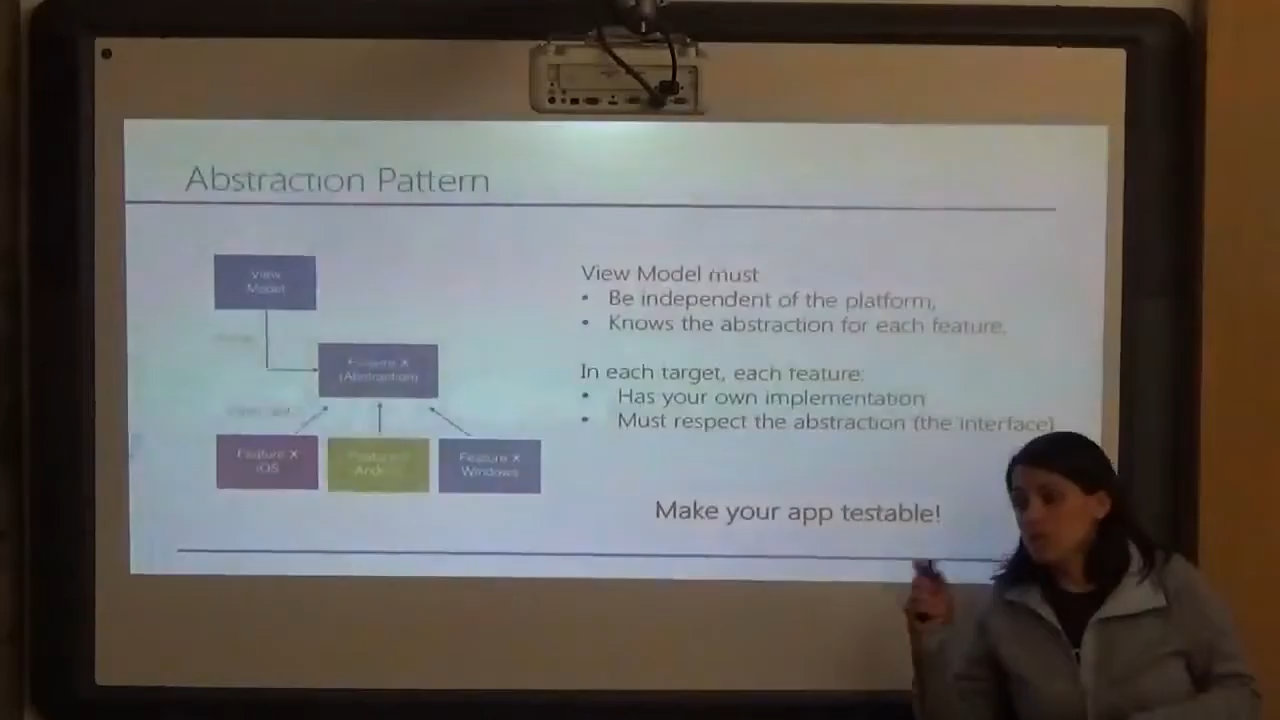 Abstraction Pattern
View
Model
Feature X
(Abstraction)
Feature X
iOS
Feature X
Windows
View Model must
• Be independent of the platform,
• Knows the abstraction for each feature.
In each target, each feature:
• Has your own implementation
• Must respect the abstraction (the interface)
Make your app testable!